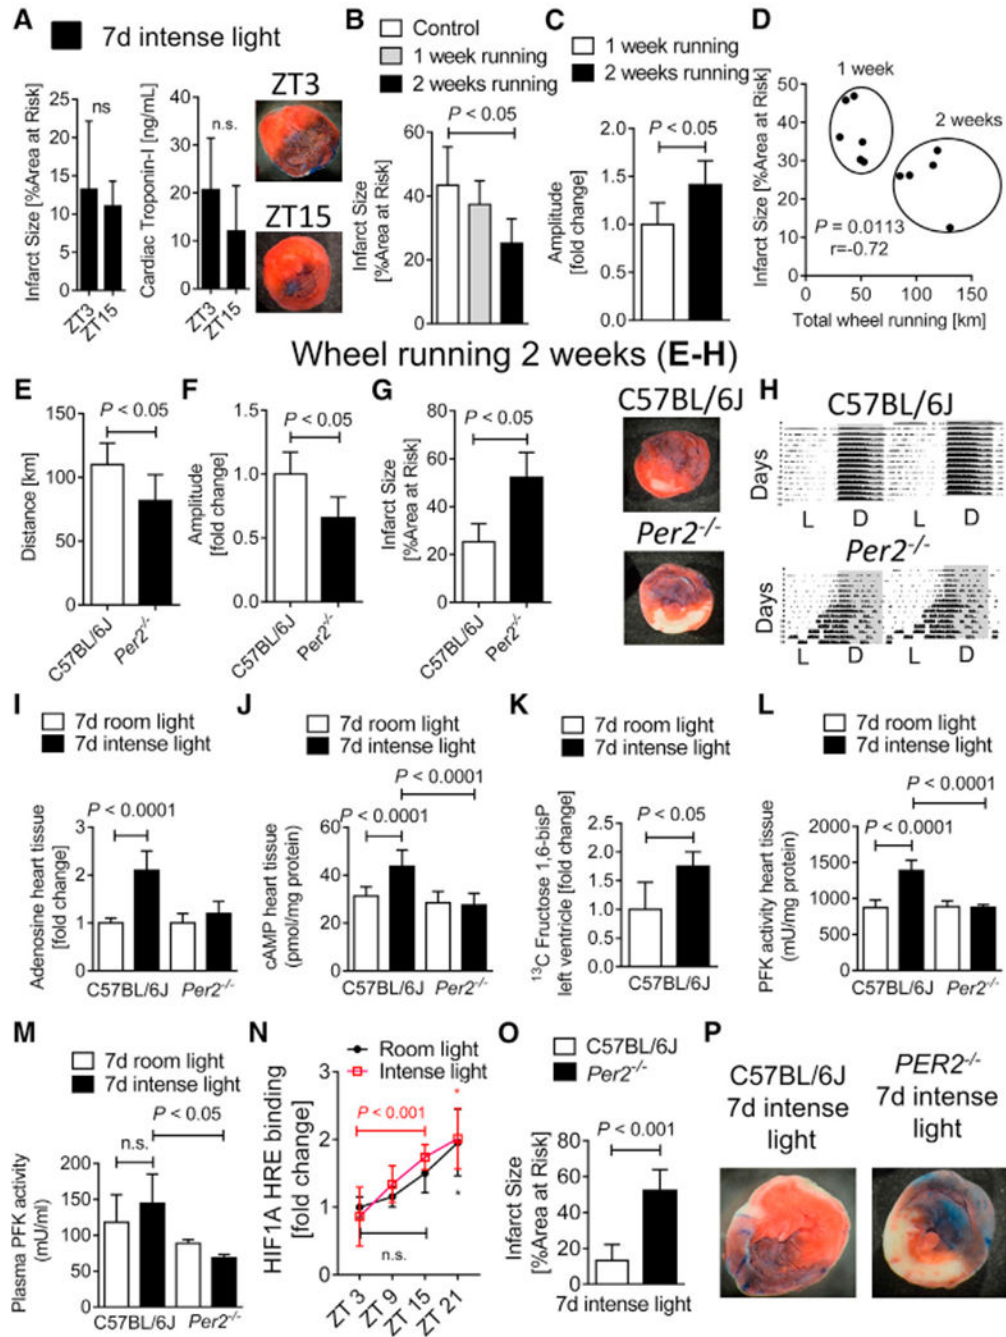 A
7d intense light
Infarct Size [%Area at Risk]
25
20
15
10
5
0
ns
ZT3
ZT15
Cardiac Troponin-I [ng/mL]
40
30
20
10
0
n.s.
ZT3
ZT15
ZT3
ZT15
B
Control
1 week running
2 weeks running
P < 0.05
Infarct Size
[%Area at Risk]
60
40
20
0
C
1 week running
2 weeks running
P < 0.05
Amplitude
[fold change]
2.0
1.5
1.0
0.5
0.0
D
Infarct Size [%Area at Risk]
50
40
30
20
10
0
1 week
2 weeks
P = 0.0113
r=-0.72
0 50 100 150
Total wheel running [km]
Wheel running 2 weeks (E-H)
E
Distance [km]
150
100
50
0
P < 0.05
C57BL/6J
Per2-/-
F
Amplitude
[fold change]
1.5
1.0
0.5
0.0
P < 0.05
C57BL/6J
Per2-/-
G
Infarct Size
[%Area at Risk]
80
60
40
20
0
P < 0.05
C57BL/6J
Per2-/-
C57BL/6J
Per2-/-
H
C57BL/6J
Days
L D L D
Per2-/-
Days
L D L D
I
7d room light
7d intense light
P < 0.0001
Adenosine heart tissue
[fold change]
3
2
1
0
C57BL/6J Per2-/-
J
7d room light
7d intense light
P < 0.0001
P < 0.0001
cAMP heart tissue
(pmol/mg protein)
60
40
20
0
C57BL/6J Per2-/-
K
7d room light
7d intense light
P < 0.05
13C Fructose 1,6-bisP
left ventricle [fold change]
2.5
2.0
1.5
1.0
0.5
0.0
C57BL/6J
L
7d room light
7d intense light
P < 0.0001
P < 0.0001
PFK activity heart tissue
(mU/mg protein)
2000
1500
1000
500
0
C57BL/6J Per2-/-
M
7d room light
7d intense light
P < 0.05
n.s.
Plasma PFK activity
(mU/ml)
200
150
100
50
0
C57BL/6J Per2-/-
N
Room light
Intense light
HIF1A HRE binding
[fold change]
3
2
1
0
P < 0.001
*
*
n.s.
ZT 3
ZT 9
ZT 15
ZT 21
O
C57BL/6J
Per2-/-
P < 0.001
Infarct Size
[%Area at Risk]
80
60
40
20
0
7d intense light
P
C57BL/6J
7d intense
light
PER2-/-
7d intense
light